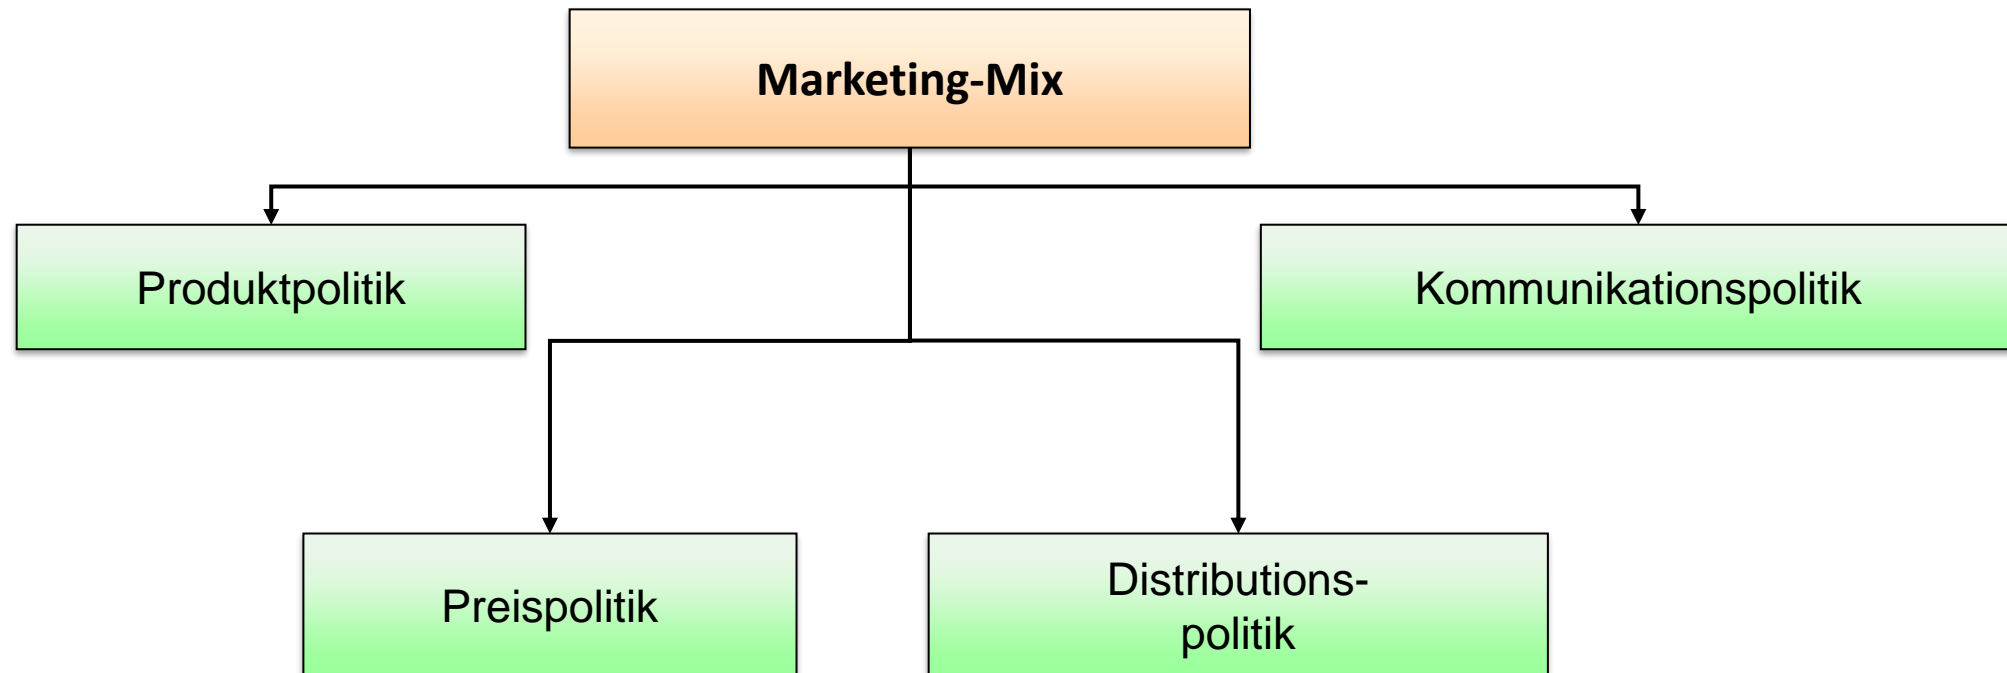 Marketing-Mix
Produktpolitik
Kommunikationspolitik
Preispolitik
Distributions-
politik